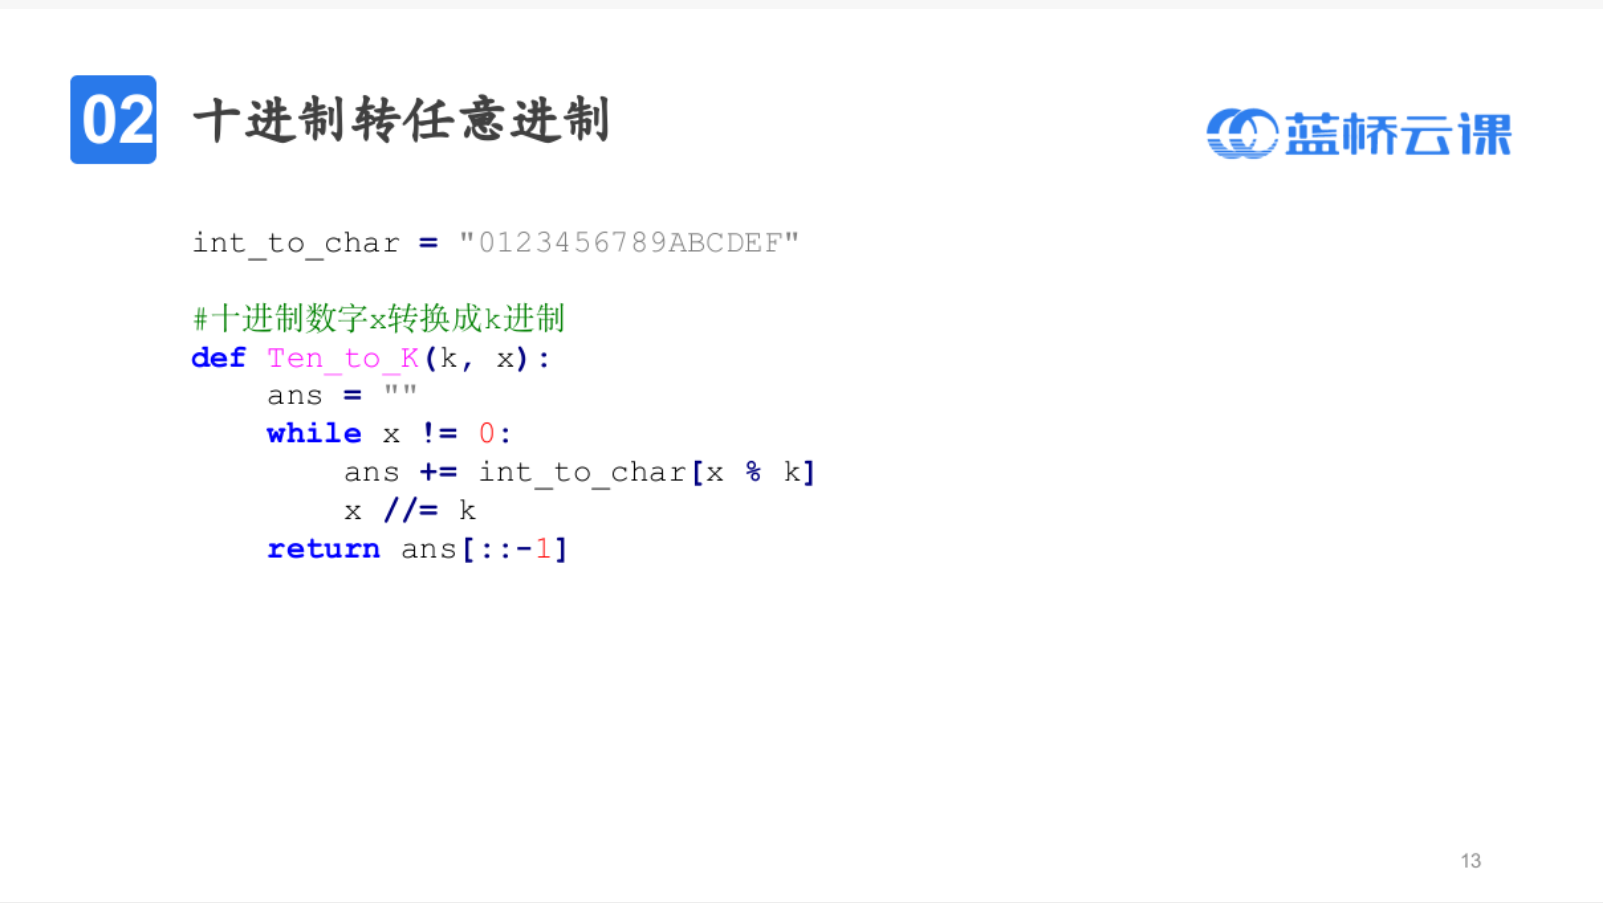 02 十进制转任意进制
蓝桥云课
int_to_char = "0123456789ABCDEF"
#十进制数字x转换成k进制
def Ten_to_K(k, x):
    ans = ""
    while x != 0:
        ans += int_to_char[x % k]
        x //= k
    return ans[::-1]
13